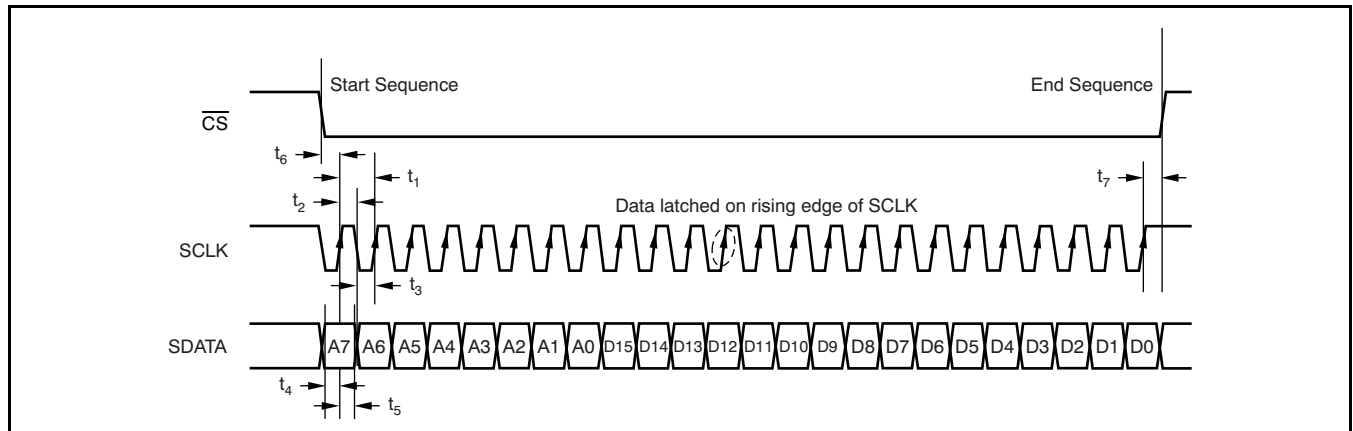 Start Sequence End Sequence
CS
t6
t1
t7
t2
Data latched on rising edge of SCLK
SCLK
t3
SDATA A7 A6 A5 A4 A3 A2 A1 A0 D15 D14 D13 D12 D11 D10 D9 D8 D7 D6 D5 D4 D3 D2 D1 D0
t4
t5